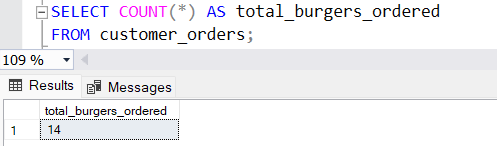 SELECT COUNT(*) AS total_burgers_ordered
FROM customer_orders;
109 %
Results Messages
total_burgers_ordered
1 14